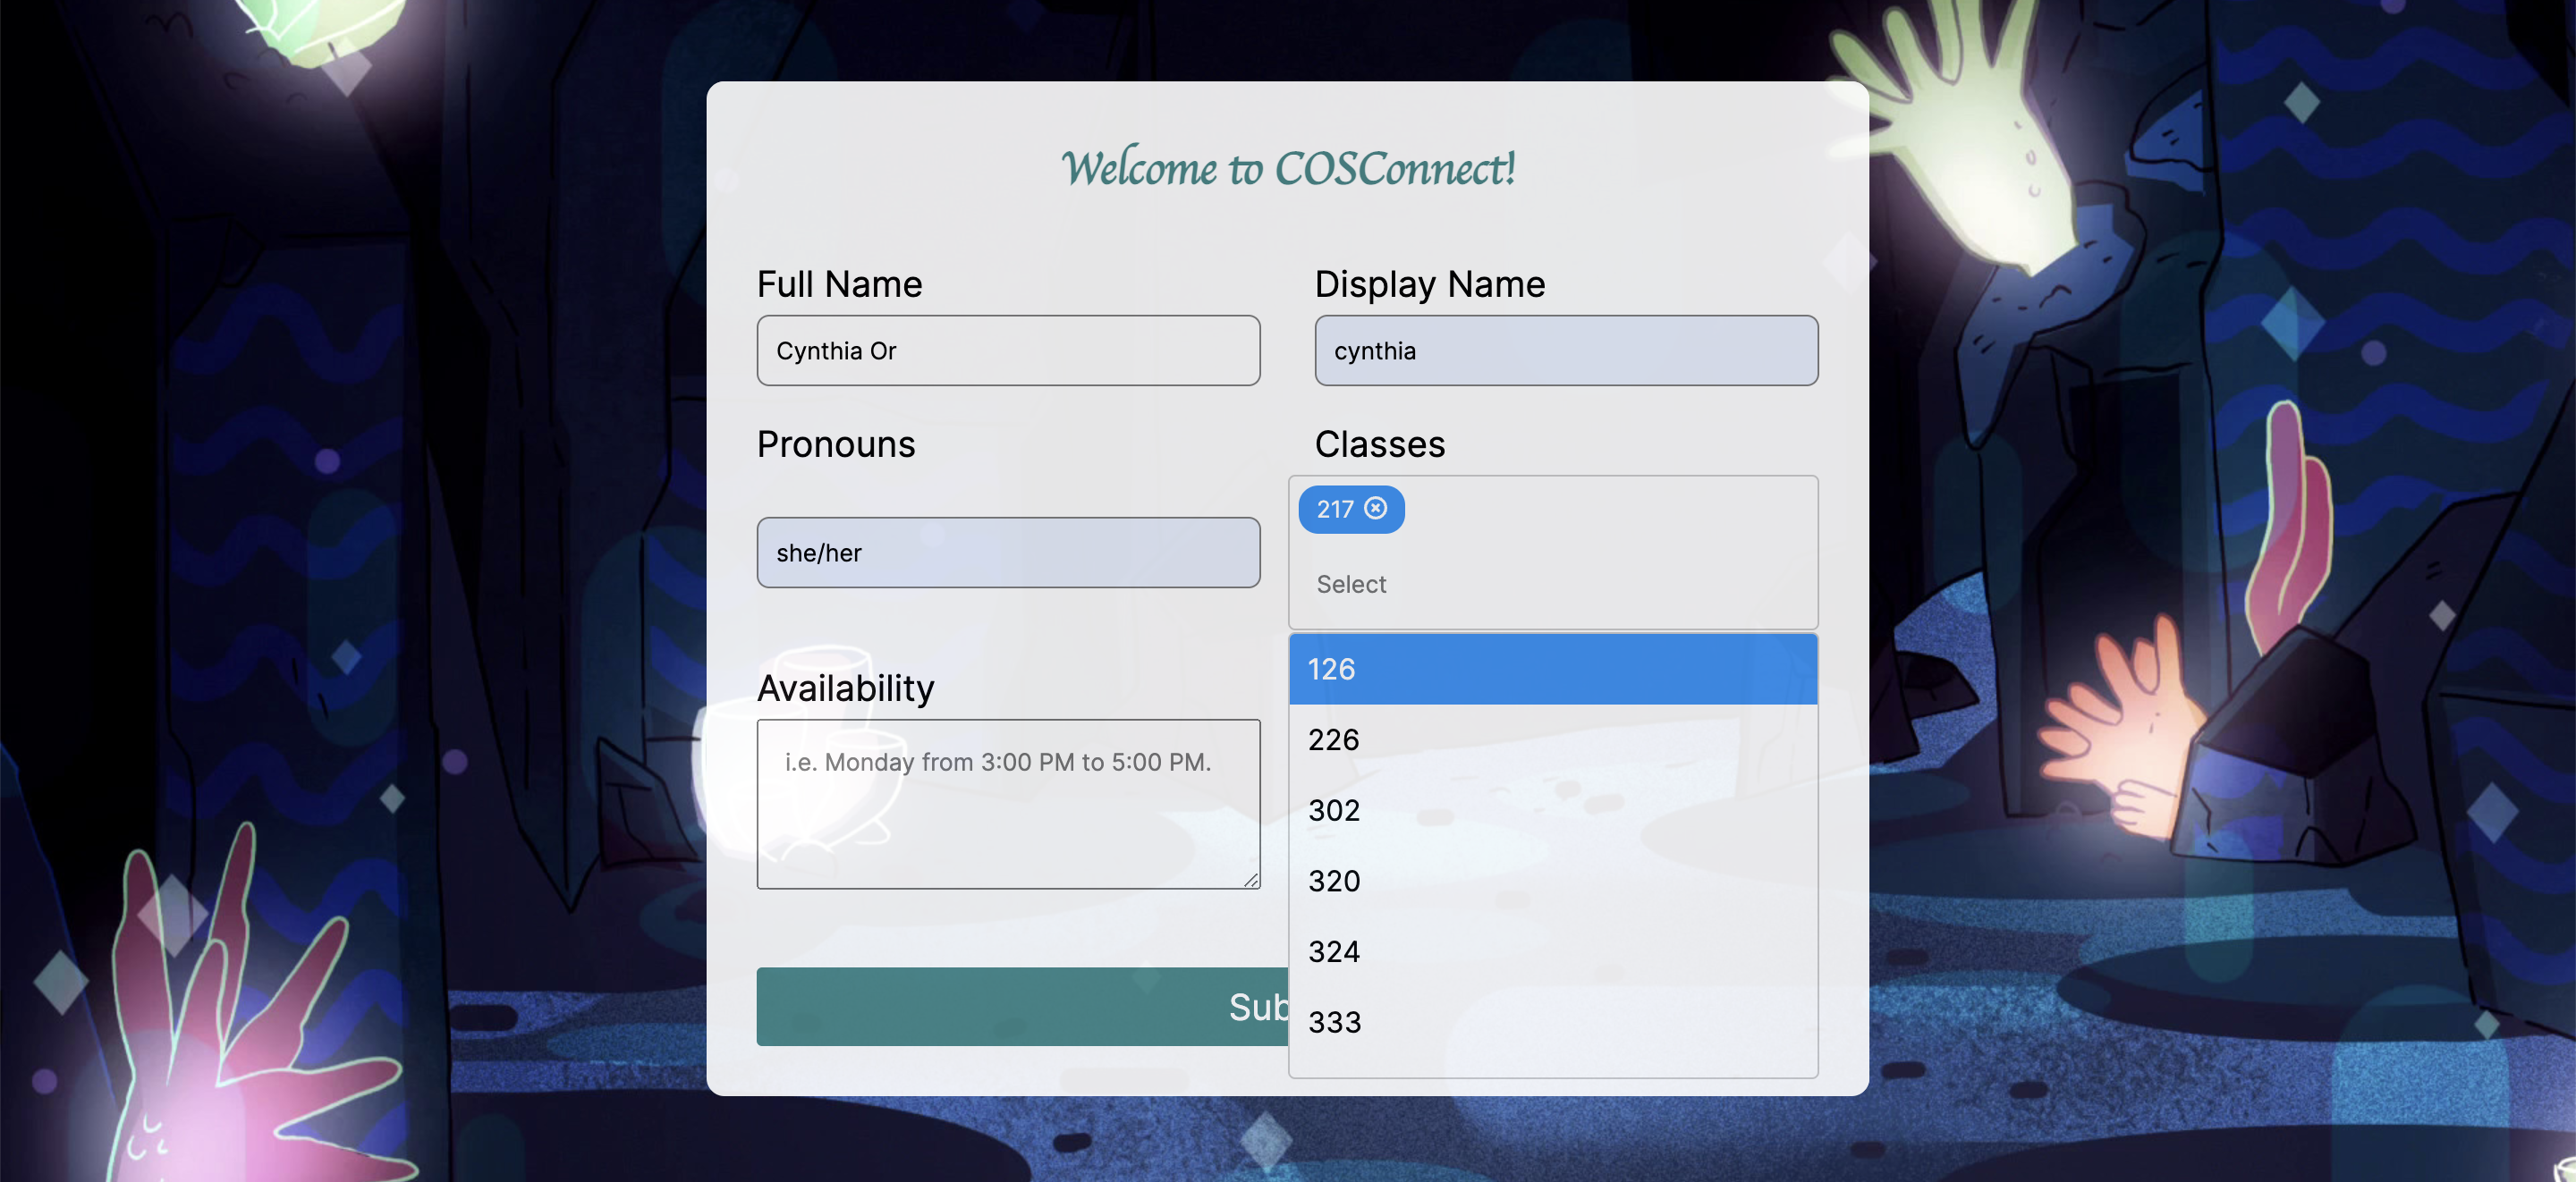 Welcome to COSConnect!
Full Name
Display Name
Cynthia Or
cynthia
Pronouns
Classes
217
she/her
Select
126
Availability
226
i.e. Monday from 3:00 PM to 5:00 PM.
302
320
324
Sub
333